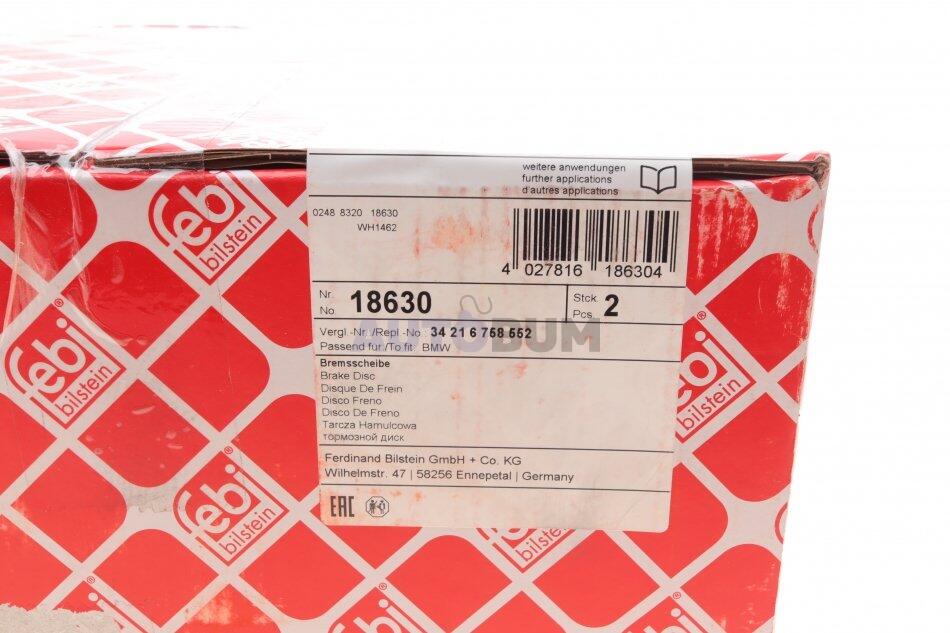 weitere anwendungen
further applications
d'autres applications
0248 8320 18630
WH1462
4 027816 186304
Nr.
No. 18630
Stck.
Pcs. 2
Vergl.-Nr./Repl.-No. 34 21 6 758 552
Passend für:/To fit: BMW
AUTOBUM
Bremsscheibe
Brake Disc
Disque De Frein
Disco Freno
Disco De Freno
Tarcza Hamulcowa
тормозной диск
Ferdinand Bilstein GmbH + Co. KG
Wilhelmstr. 47 | 58256 Ennepetal | Germany
EAC
febi
bilstein
febi
bilstein
febi
bilstein
bilstein
bilstein
febi